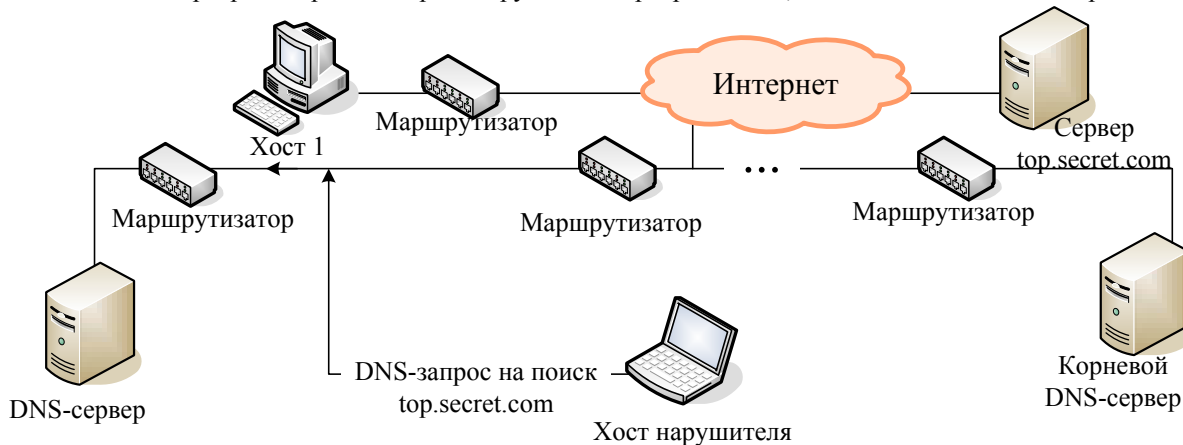 Интернет
Маршрутизатор
Хост 1
Сервер
top.secret.com
Маршрутизатор
Маршрутизатор
...
Маршрутизатор
DNS-запрос на поиск
top.secret.com
DNS-сервер
Хост нарушителя
Корневой
DNS-сервер